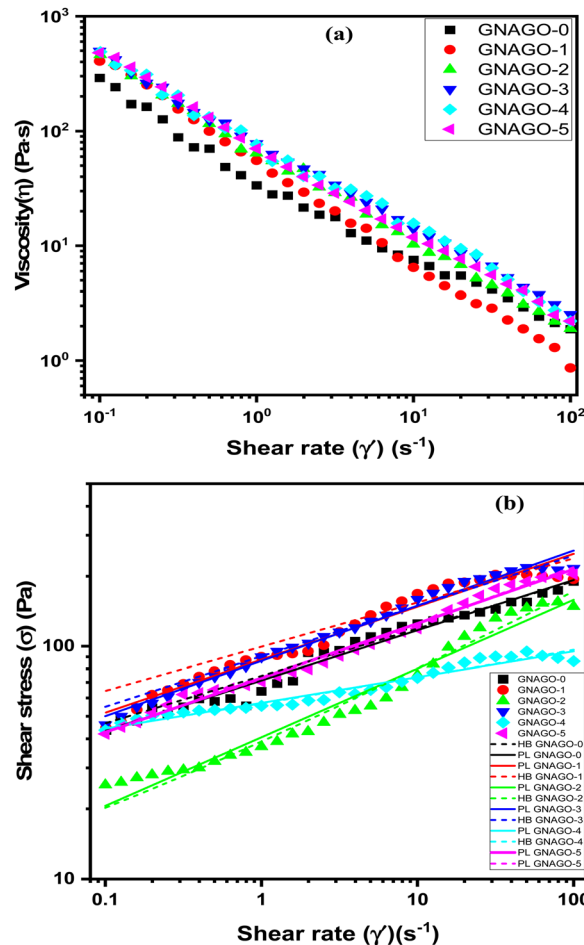 (a)
GNAGO-0
GNAGO-1
GNAGO-2
GNAGO-3
GNAGO-4
GNAGO-5
10³
10²
10¹
10⁰
Viscosity(η) (Pa·s)
10⁻¹ 10⁰ 10¹ 10²
Shear rate (γ̇) (s⁻¹)
(b)
100
10
Shear stress (σ) (Pa)
GNAGO-0
GNAGO-1
GNAGO-2
GNAGO-3
GNAGO-4
GNAGO-5
HB GNAGO-0
PL GNAGO-0
PL GNAGO-1
HB GNAGO-1
PL GNAGO-2
HB GNAGO-2
PL GNAGO-3
HB GNAGO-3
PL GNAGO-4
HB GNAGO-4
PL GNAGO-5
PL GNAGO-5
0.1 1 10 100
Shear rate (γ̇)(s⁻¹)